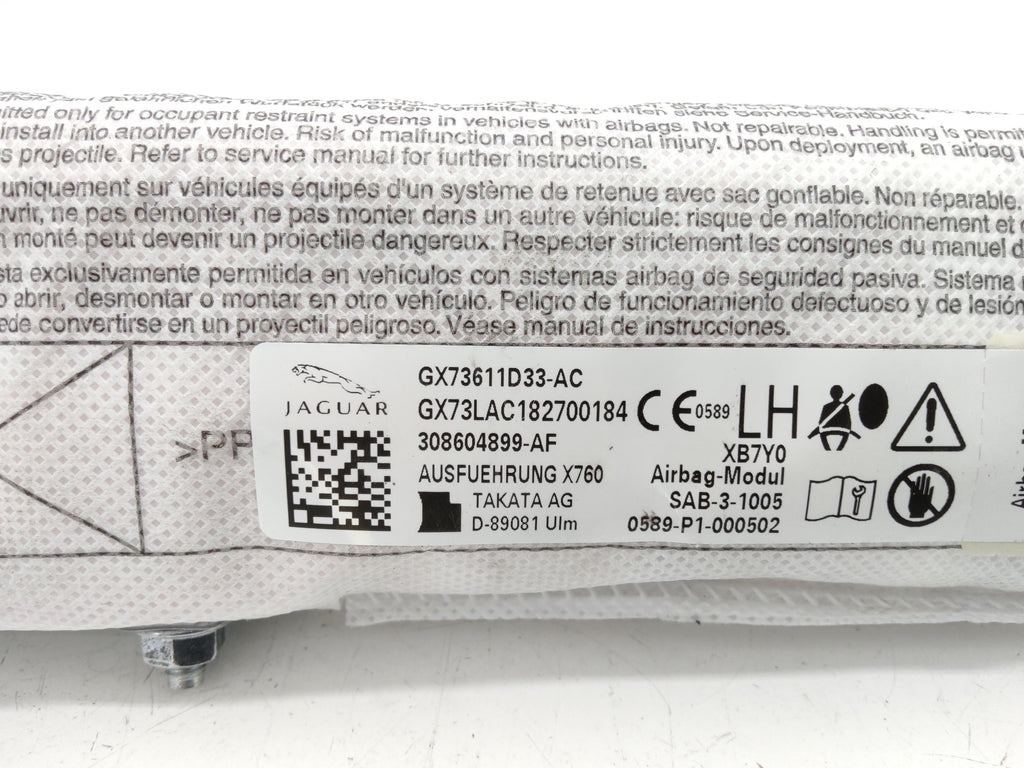 mitted only for occupant restraint systems in vehicles with airbags. Not repairable. Handling is permit
install into another vehicle. Risk of malfunction and personal injury. Upon deployment, an airbag
s projectile. Refer to service manual for further instructions.
uniquement sur véhicules équipés d'un système de retenue avec sac gonflable. Non réparable.
uvrir, ne pas démonter, ne pas monter dans un autre véhicule: risque de malfonctionnement et
n monté peut devenir un projectile dangereux. Respecter strictement les consignes du manuel d
sta exclusivamente permitida en vehículos con sistemas airbag de seguridad pasiva. Sistema
o abrir, desmontar o montar en otro vehículo. Peligro de funcionamiento defectuoso y de lesión
ede convertirse en un proyectil peligroso. Véase manual de instrucciones.
>PP
JAGUAR
GX73611D33-AC
GX73LAC182700184
308604899-AF
AUSFUEHRUNG X760
TAKATA AG
D-89081 Ulm
CE 0589
LH
XB7Y0
Airbag-Modul
SAB-3-1005
0589-P1-000502